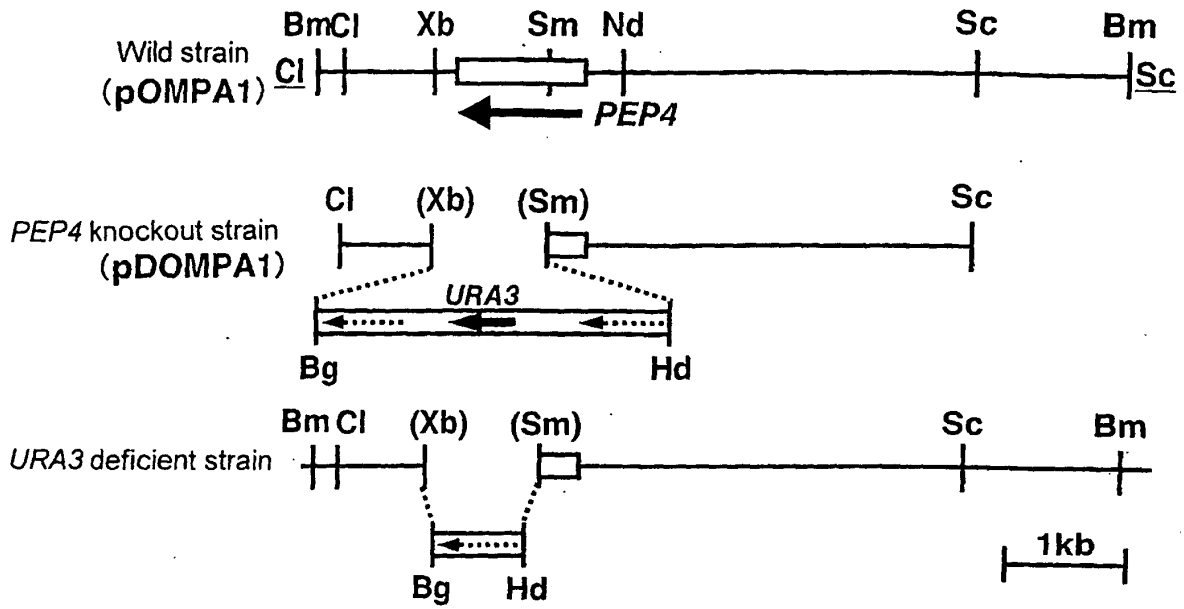 Bm Cl Xb Sm Nd Sc Bm
Wild strain
(pOMPA1)
Cl Sc
PEP4
Cl (Xb) (Sm) Sc
PEP4 knockout strain
(pDOMPA1)
URA3
Bg Hd
Bm Cl (Xb) (Sm) Sc Bm
URA3 deficient strain
1kb
Bg Hd